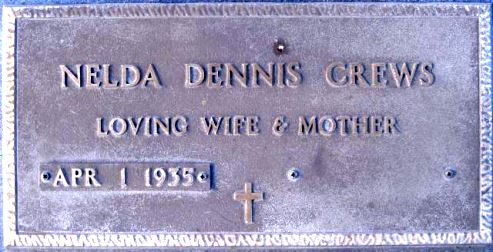 NELDA DENNIS CREWS
LOVING WIFE & MOTHER
APR 1 1935